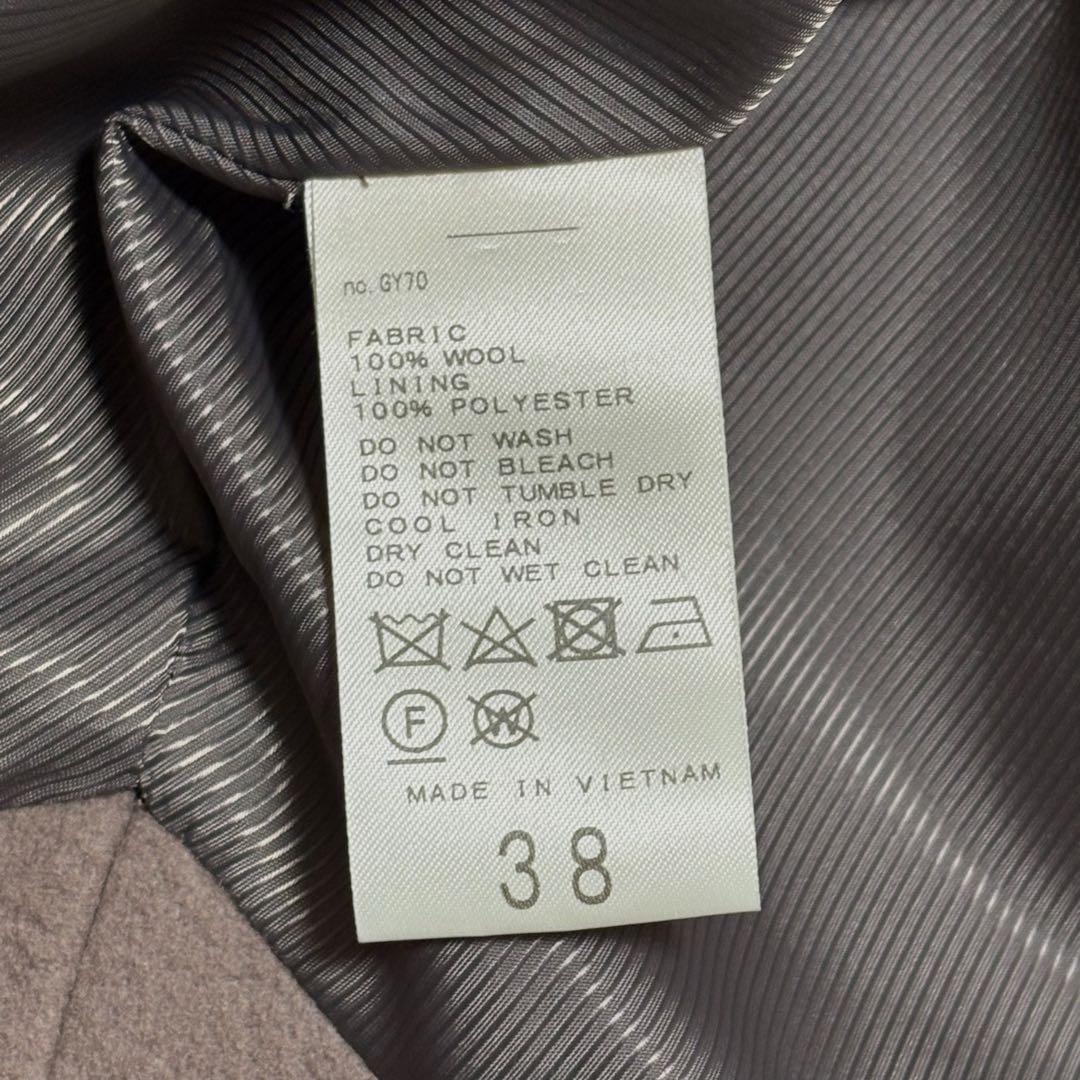 no. GY70
FABRIC
100% WOOL
LINING
100% POLYESTER
DO NOT WASH
DO NOT BLEACH
DO NOT TUMBLE DRY
COOL IRON
DRY CLEAN
DO NOT WET CLEAN
F W
MADE IN VIETNAM
38